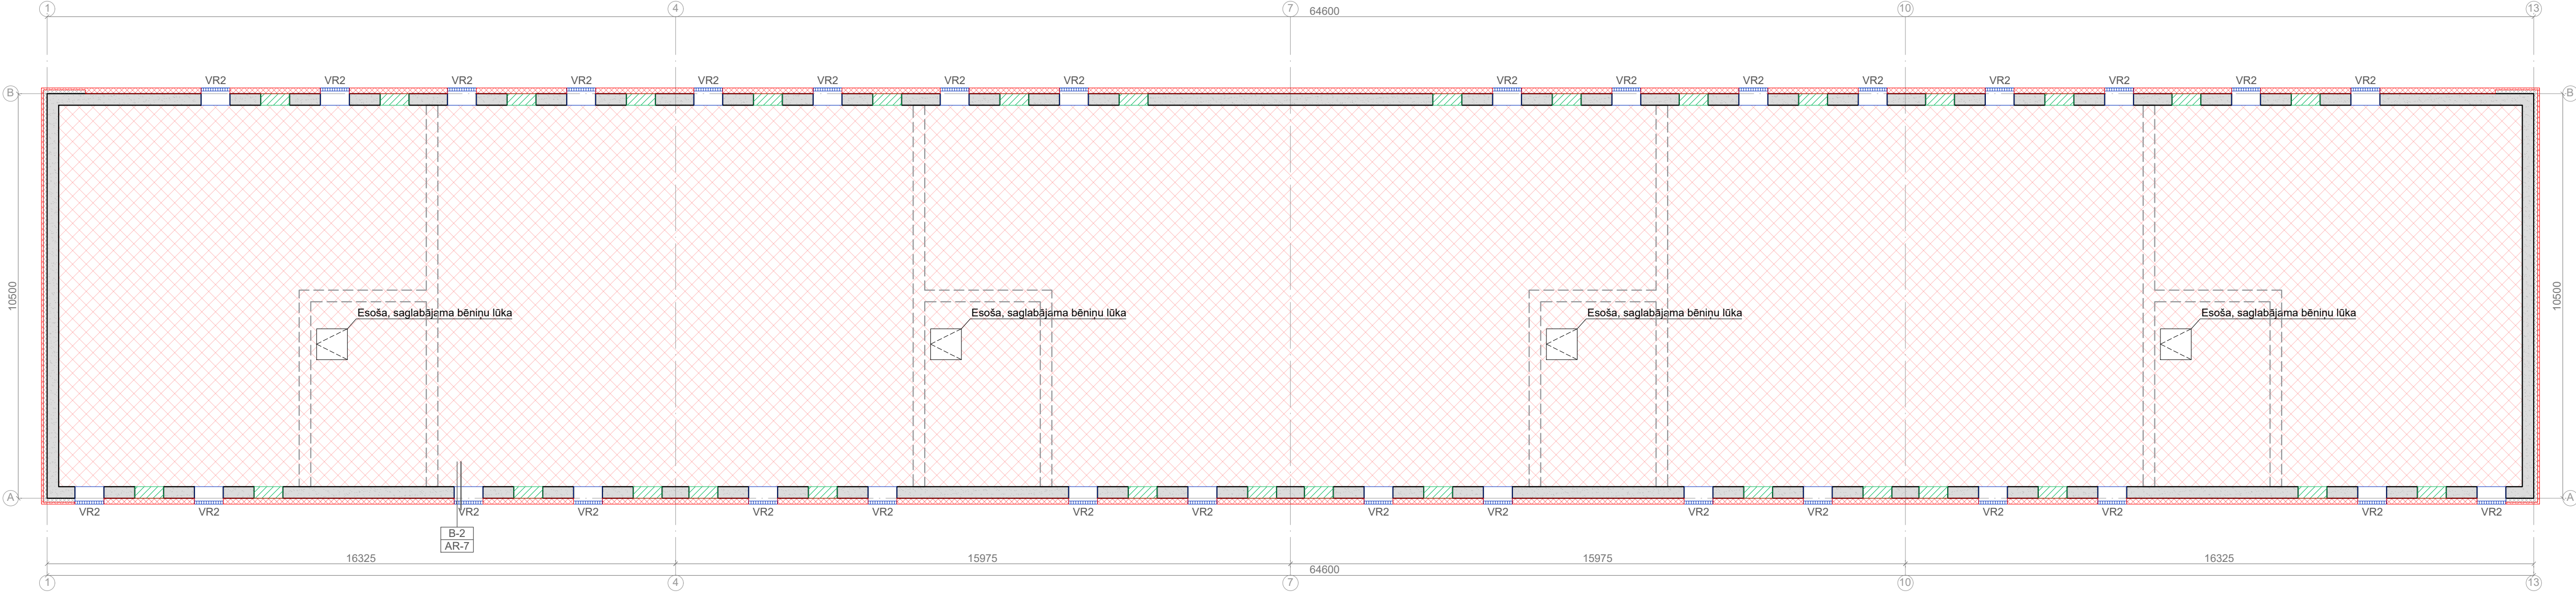 1 4 7 10 13
64600
VR2 VR2 VR2 VR2 VR2 VR2 VR2 VR2 VR2 VR2 VR2 VR2 VR2 VR2 VR2 VR2
B B
10500 10500
Esoša, saglabājama bēniņu lūka Esoša, saglabājama bēniņu lūka Esoša, saglabājama bēniņu lūka Esoša, saglabājama bēniņu lūka
A A
VR2 VR2 VR2 VR2 VR2 VR2 VR2 VR2 VR2 VR2 VR2 VR2 VR2 VR2 VR2 VR2
B-2
AR-7
16325 15975 15975 16325
64600
1 4 7 10 13